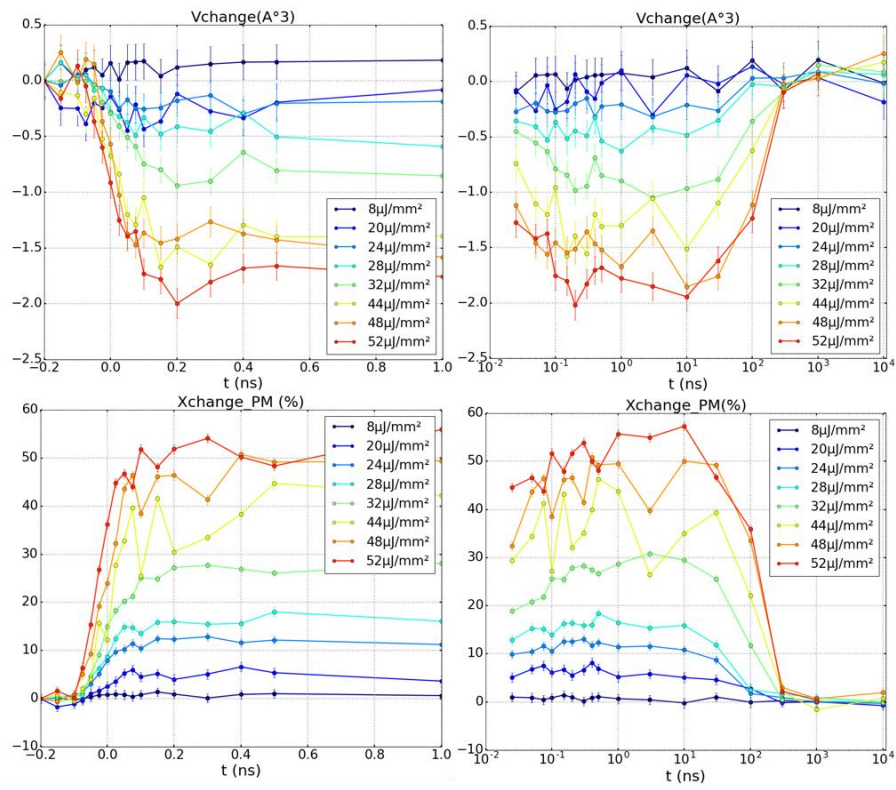 Vchange(A°3)
0.5
0.0
−0.5
−1.0
−1.5
−2.0
−2.5
−0.2
0.0
0.2
0.4
0.6
0.8
1.0
t (ns)
8µJ/mm²
20µJ/mm²
24µJ/mm²
28µJ/mm²
32µJ/mm²
44µJ/mm²
48µJ/mm²
52µJ/mm²
Vchange(A°3)
0.5
0.0
−0.5
−1.0
−1.5
−2.0
−2.5
10⁻²
10⁻¹
10⁰
10¹
10²
10³
10⁴
t (ns)
8µJ/mm²
20µJ/mm²
24µJ/mm²
28µJ/mm²
32µJ/mm²
44µJ/mm²
48µJ/mm²
52µJ/mm²
Xchange_PM (%)
60
50
40
30
20
10
0
−10
−0.2
0.0
0.2
0.4
0.6
0.8
1.0
t (ns)
8µJ/mm²
20µJ/mm²
24µJ/mm²
28µJ/mm²
32µJ/mm²
44µJ/mm²
48µJ/mm²
52µJ/mm²
Xchange_PM(%)
60
50
40
30
20
10
0
−10
10⁻²
10⁻¹
10⁰
10¹
10²
10³
10⁴
t (ns)
8µJ/mm²
20µJ/mm²
24µJ/mm²
28µJ/mm²
32µJ/mm²
44µJ/mm²
48µJ/mm²
52µJ/mm²